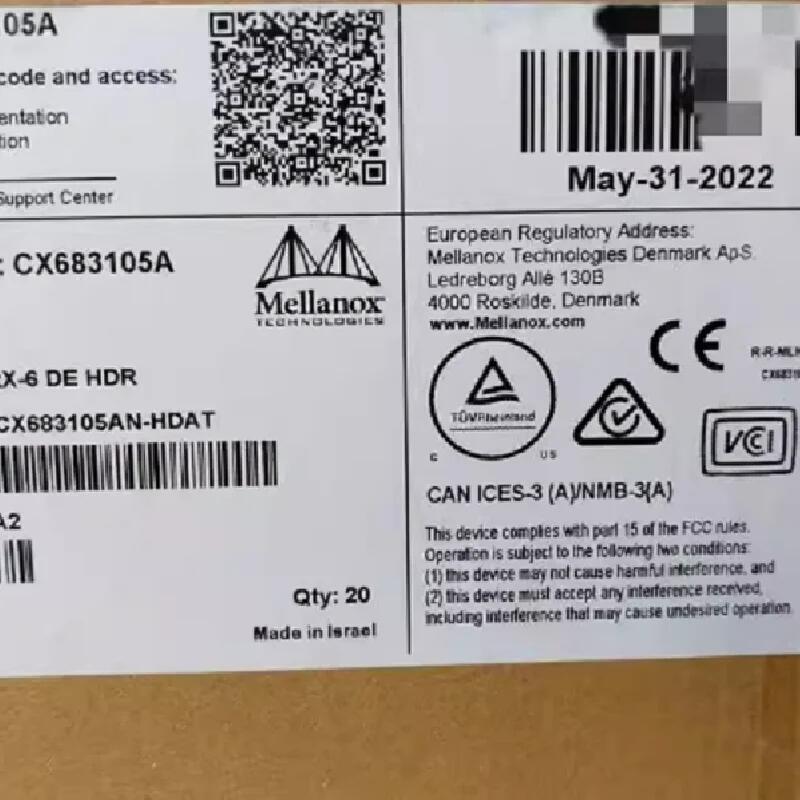 05A
code and access:
entation
tion
Support Center
May-31-2022
: CX683105A
Mellanox
TECHNOLOGIES
X-6 DE HDR
CX683105AN-HDAT
A2
Qty: 20
Made in Israel
European Regulatory Address:
Mellanox Technologies Denmark ApS.
Ledreborg Allé 130B
4000 Roskilde, Denmark
www.Mellanox.com
CE
R-R-MLN
CX6831
TÜVRheinland
C US
VCI
CAN ICES-3 (A)/NMB-3(A)
This device complies with part 15 of the FCC rules.
Operation is subject to the following two conditions:
(1) this device may not cause harmful interference, and
(2) this device must accept any interference received,
including interference that may cause undesired operation.